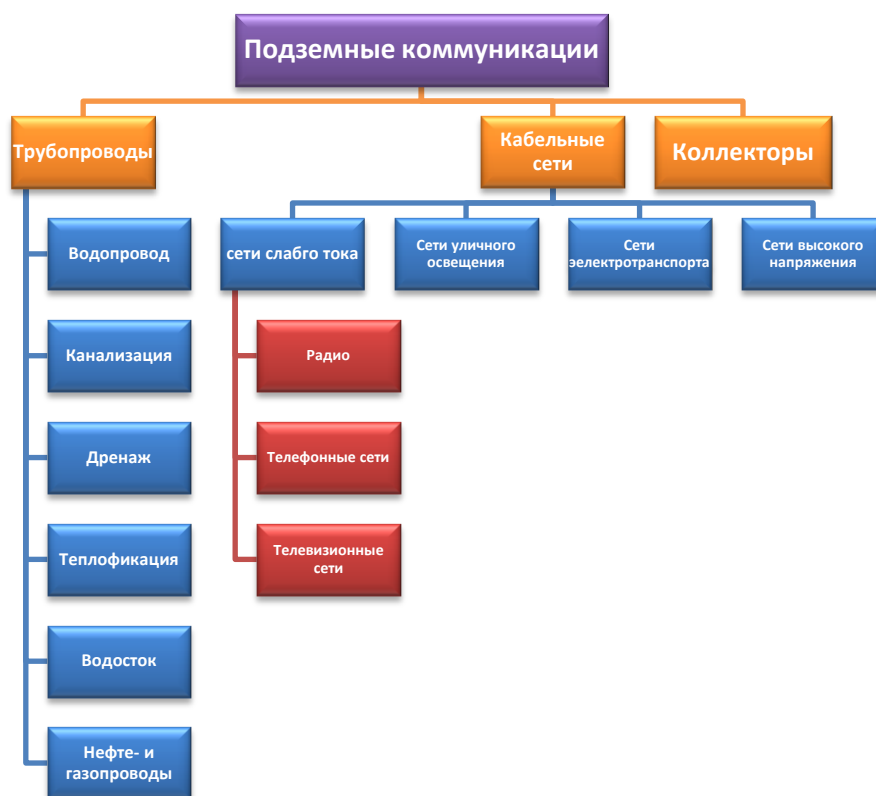 Подземные коммуникации
Трубопроводы
Кабельные
сети
Коллекторы
Водопровод
сети слабго тока
Сети уличного
освещения
Сети
эелектротранспорта
Сети высокого
напряжения
Канализация
Радио
Дренаж
Телефонные сети
Теплофикация
Телевизионные
сети
Водосток
Нефте- и
газопроводы